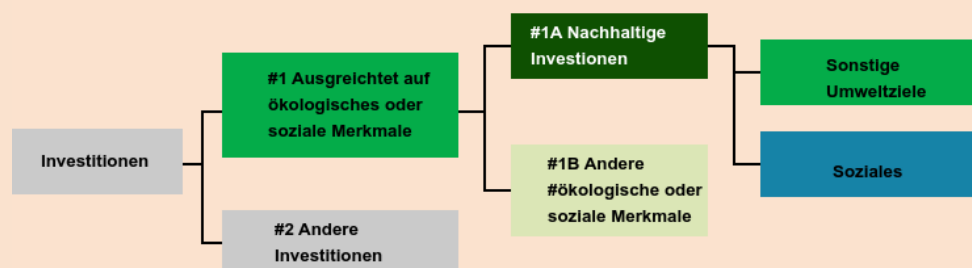 Investitionen
#1 Ausgreichtet auf
ökologisches oder
soziale Merkmale
#2 Andere
Investitionen
#1A Nachhaltige
Investionen
#1B Andere
#ökologische oder
soziale Merkmale
Sonstige
Umweltziele
Soziales